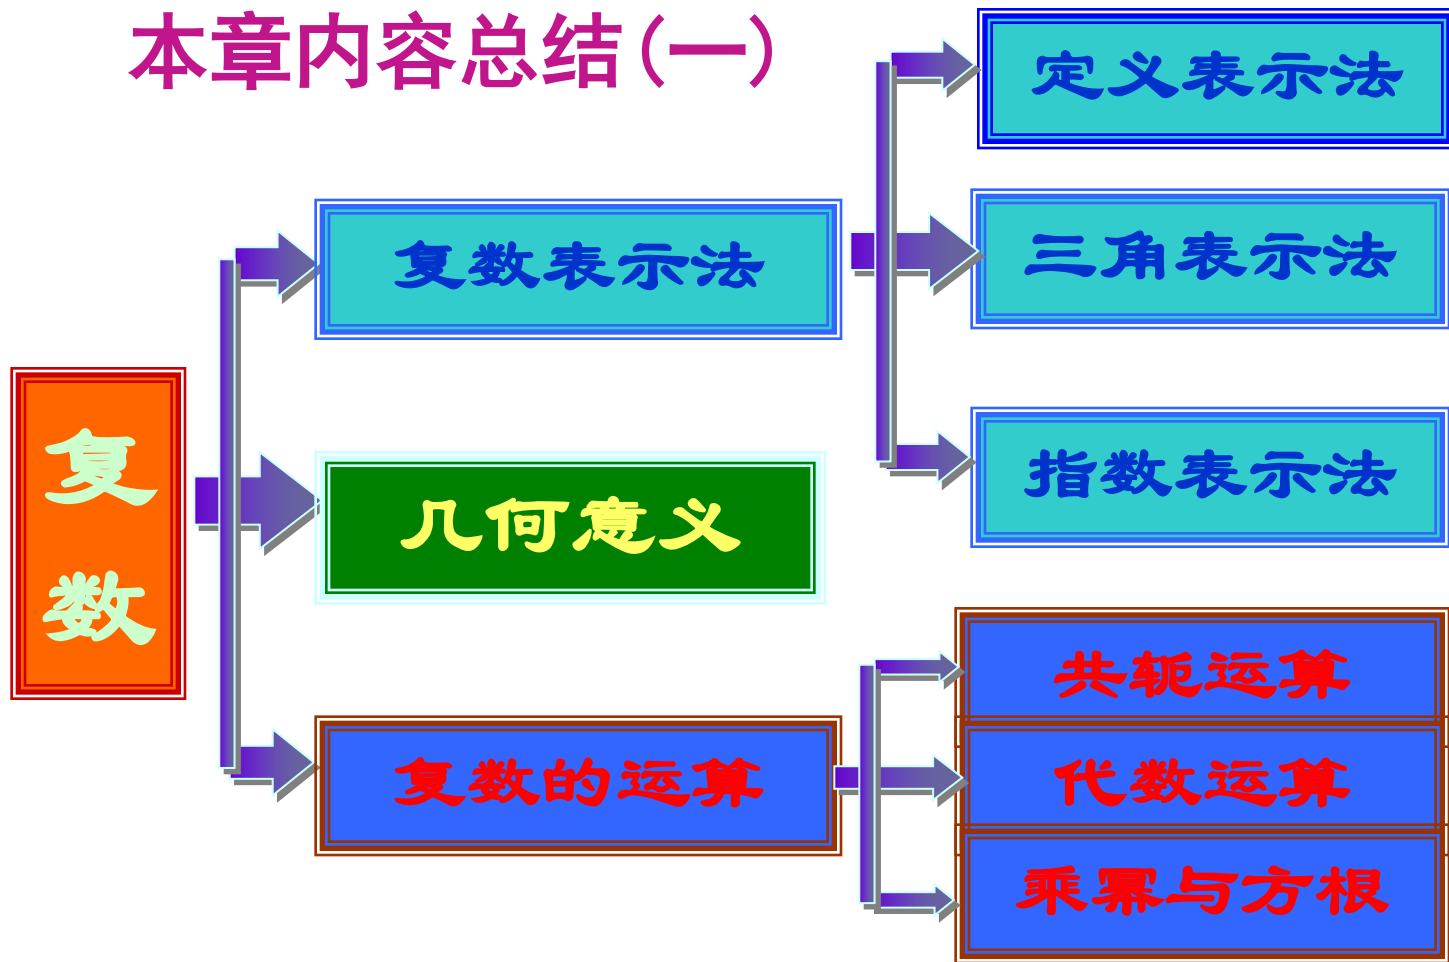 本章内容总结(一)
定义表示法
复数表示法
三角表示法
复数
几何意义
指数表示法
共轭运算
复数的运算
代数运算
乘幂与方根